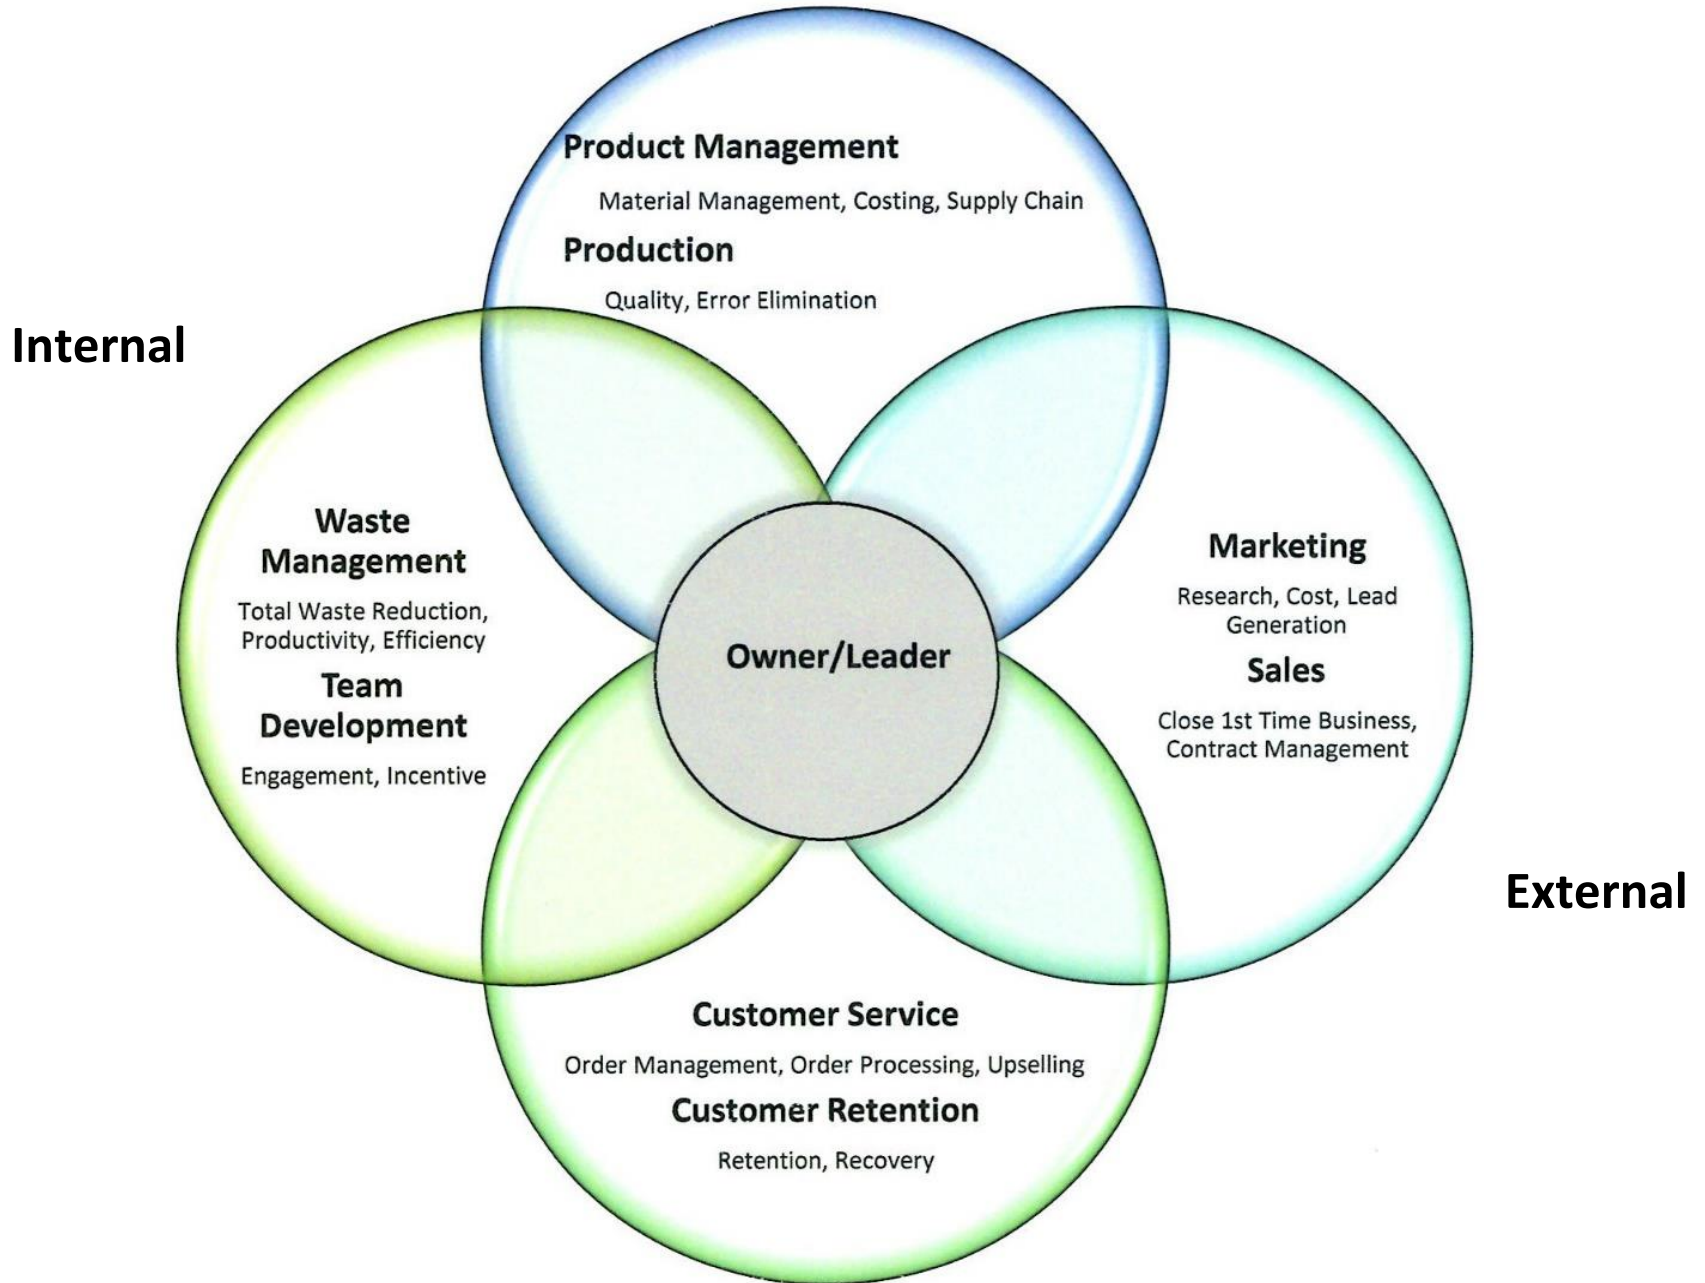 Product Management
Material Management, Costing, Supply Chain
Production
Quality, Error Elimination
Internal
Waste
Management
Total Waste Reduction,
Productivity, Efficiency
Team
Development
Engagement, Incentive
Owner/Leader
Marketing
Research, Cost, Lead
Generation
Sales
Close 1st Time Business,
Contract Management
External
Customer Service
Order Management, Order Processing, Upselling
Customer Retention
Retention, Recovery